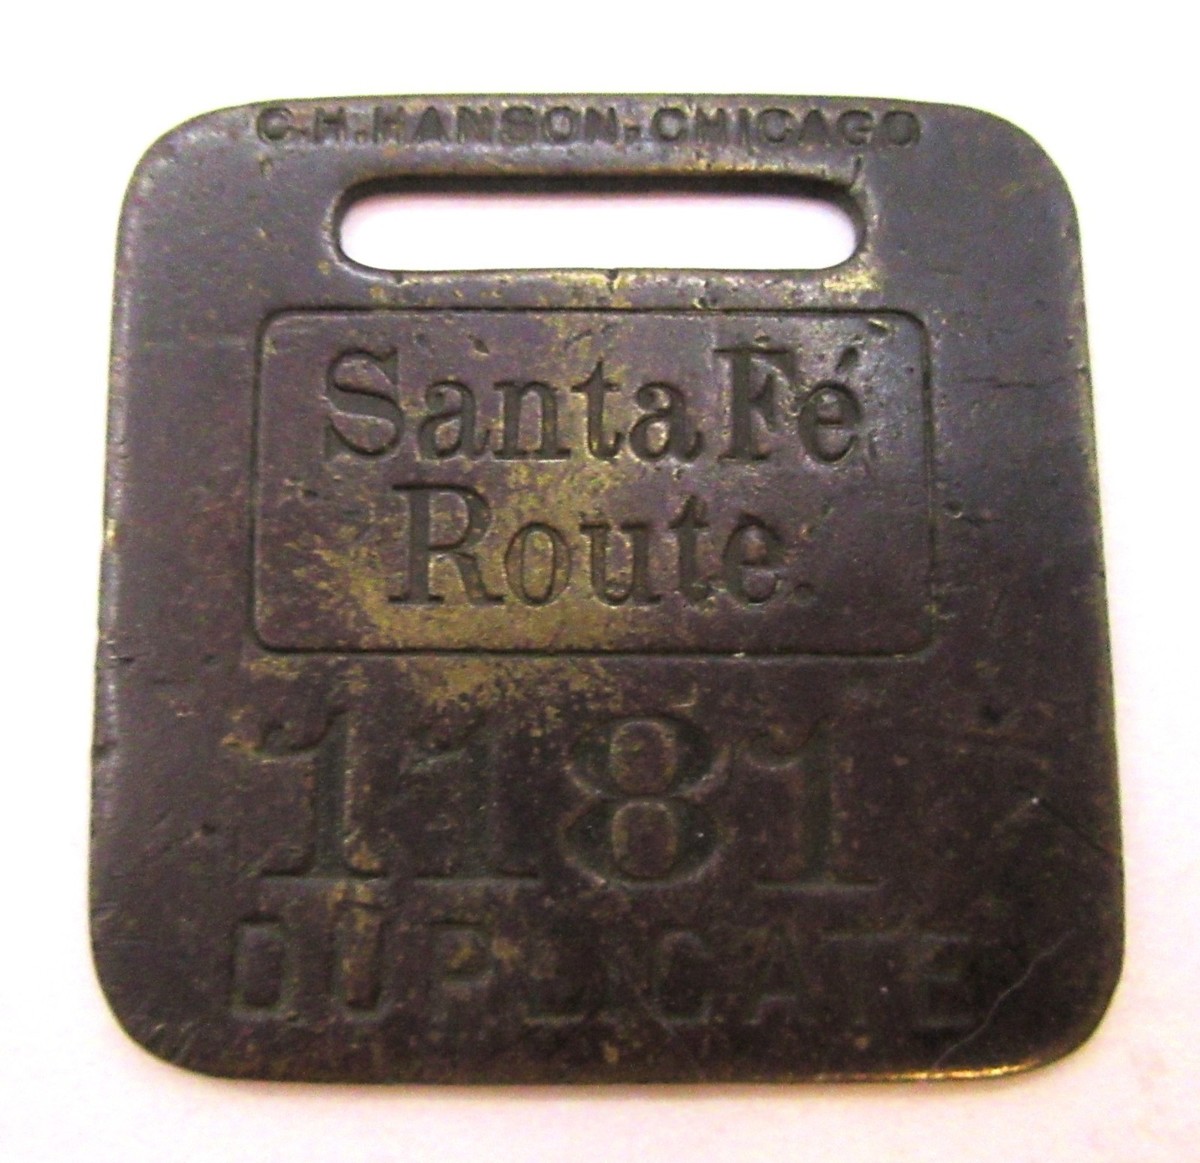 C.H.HANSON, CHICAGO
Santa Fé
Route.
1181
DUPLICATE